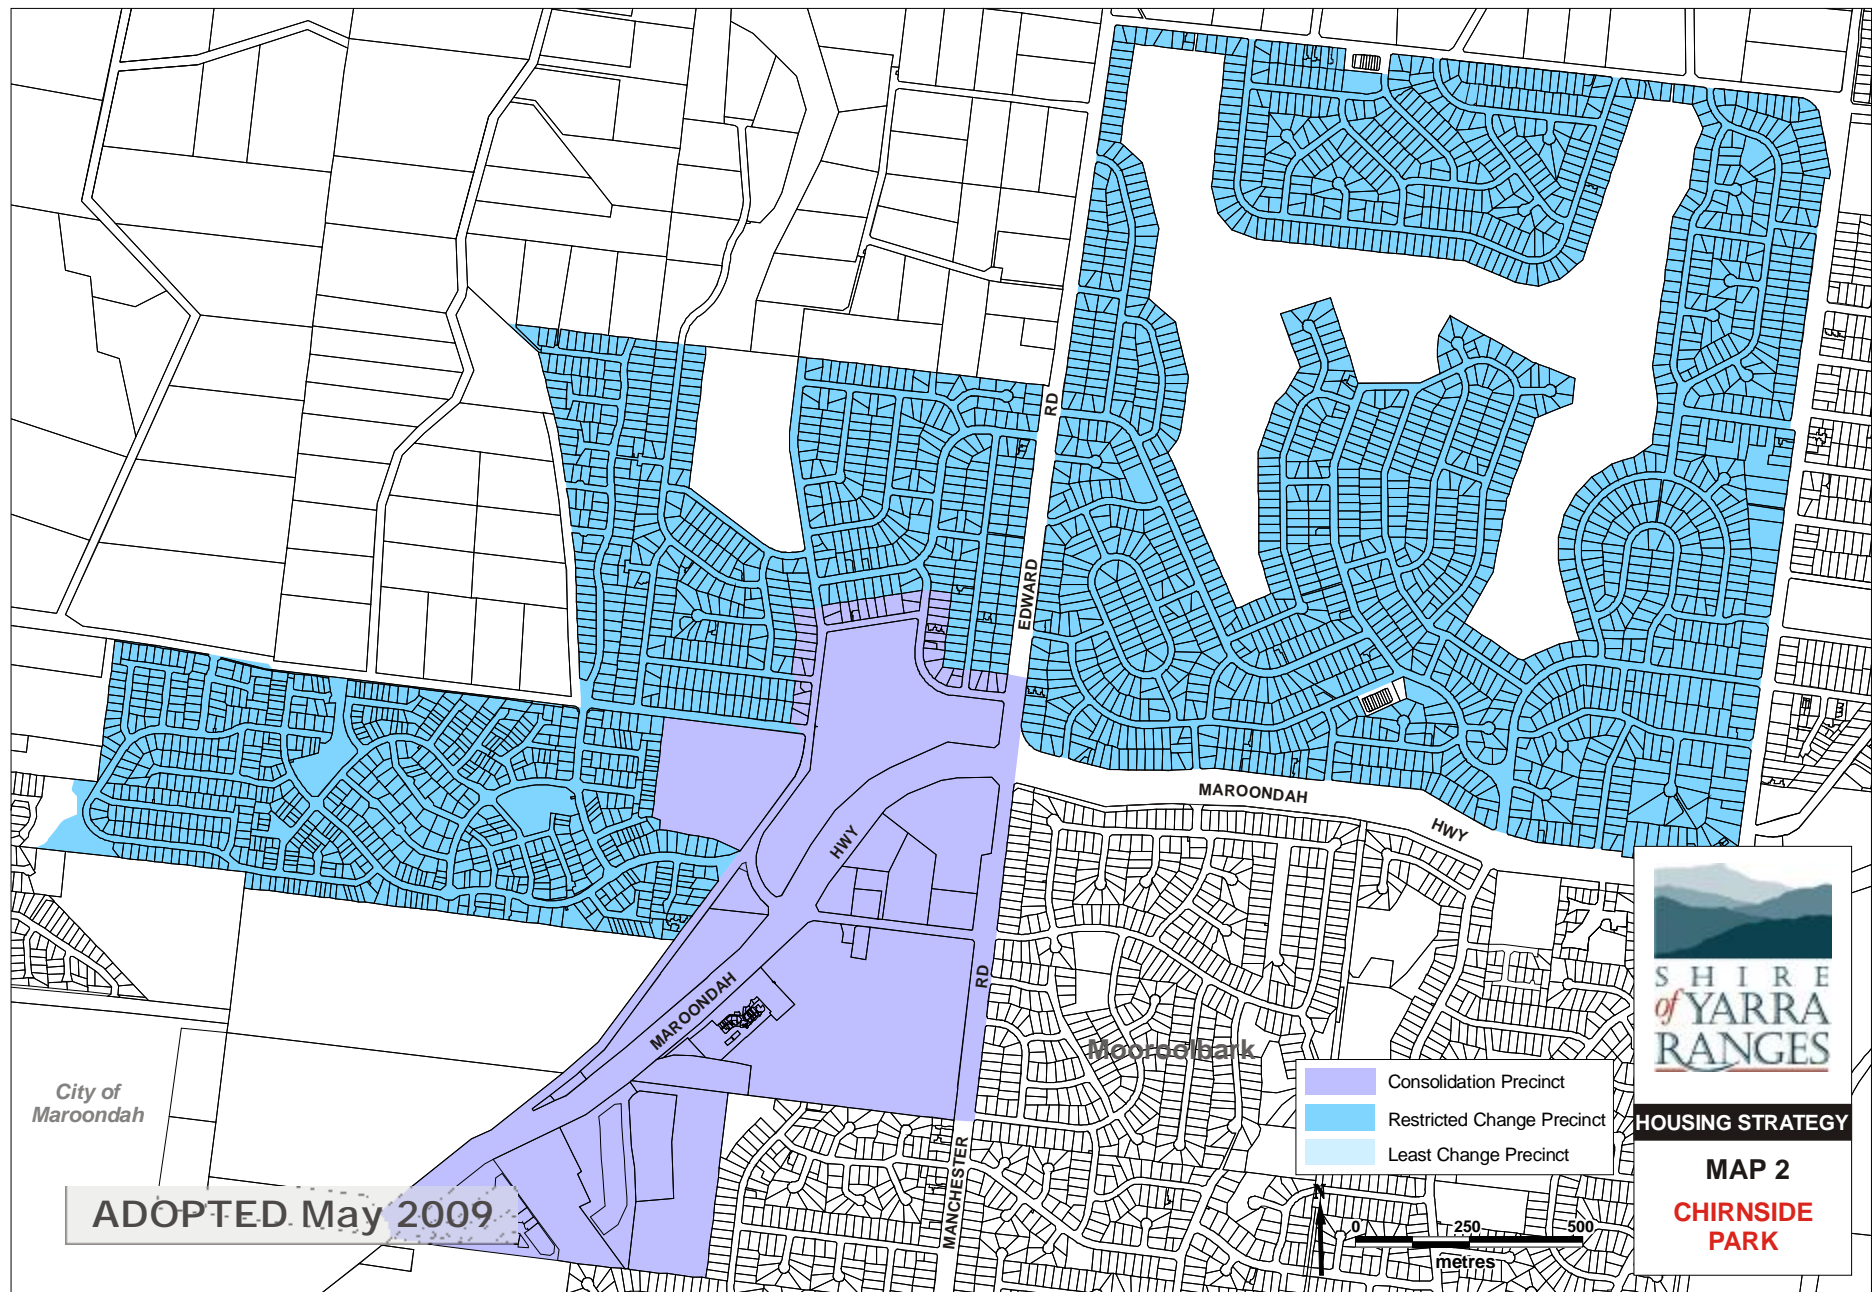 RD
EDWARD
MAROONDAH
HWY
HWY
MAROONDAH
RD
MANCHESTER
Mooroolbark
City of
Maroondah
ADOPTED May 2009
Consolidation Precinct
Restricted Change Precinct
Least Change Precinct
N
0 250 500
metres
SHIRE
of YARRA
RANGES
HOUSING STRATEGY
MAP 2
CHIRNSIDE
PARK